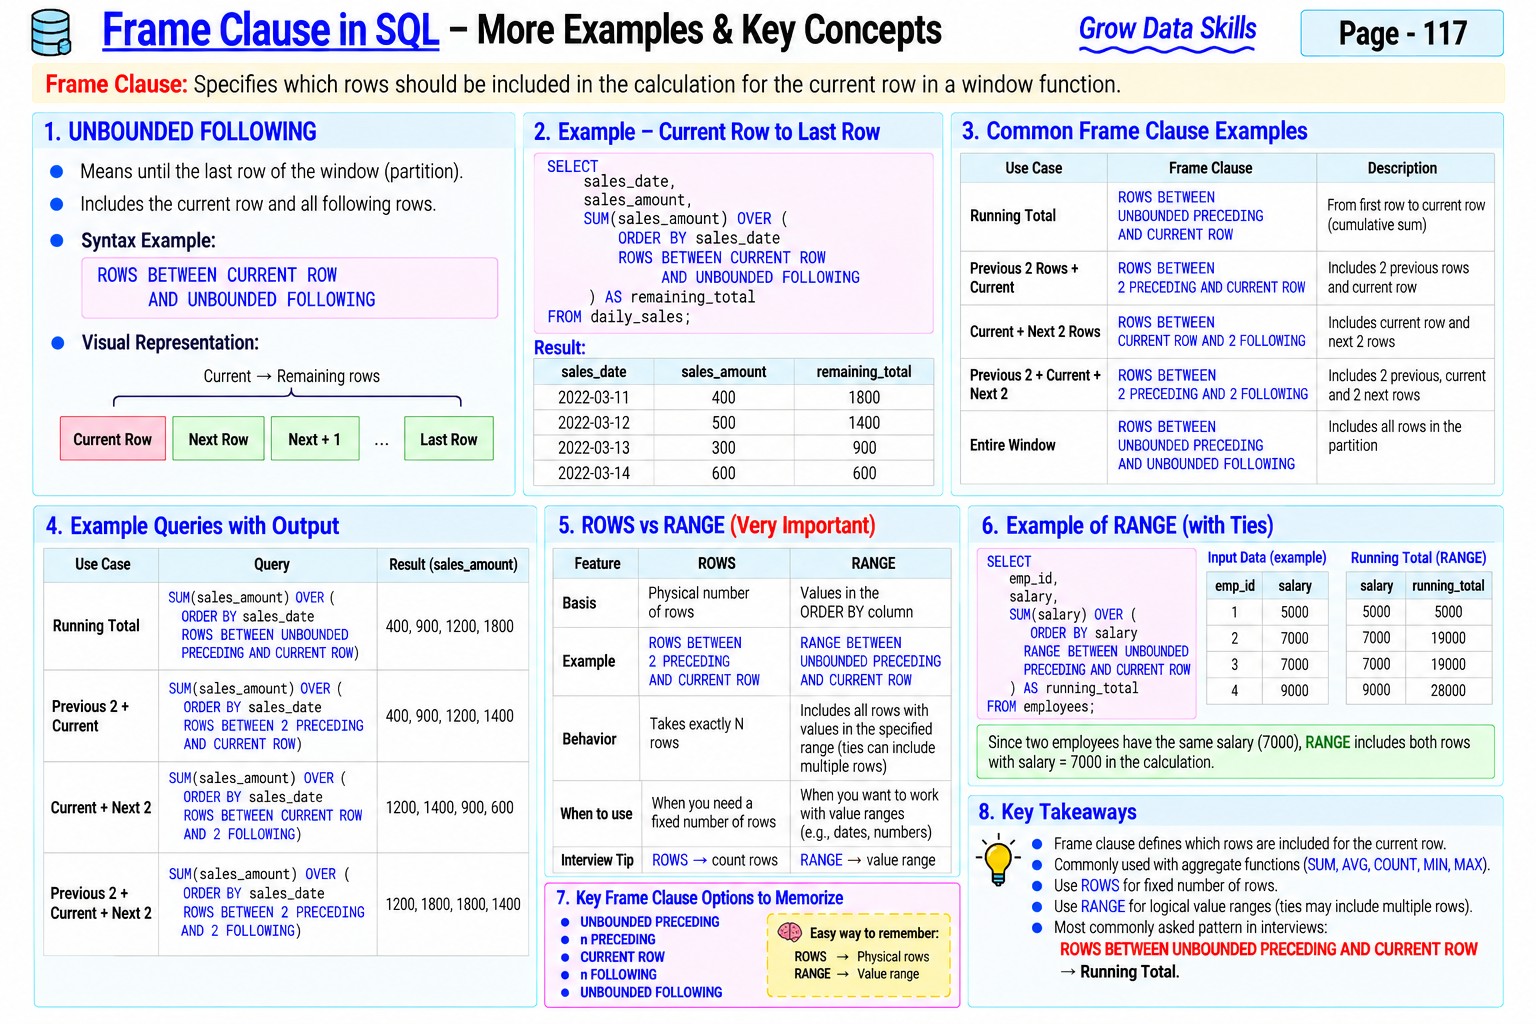 Frame Clause in SQL – More Examples & Key Concepts
Grow Data Skills
Page - 117
Frame Clause: Specifies which rows should be included in the calculation for the current row in a window function.
1. UNBOUNDED FOLLOWING
Means until the last row of the window (partition).
Includes the current row and all following rows.
Syntax Example:
ROWS BETWEEN CURRENT ROW
AND UNBOUNDED FOLLOWING
Visual Representation:
Current → Remaining rows
Current Row Next Row Next + 1 ... Last Row
2. Example – Current Row to Last Row
SELECT
sales_date,
sales_amount,
SUM(sales_amount) OVER (
ORDER BY sales_date
ROWS BETWEEN CURRENT ROW
AND UNBOUNDED FOLLOWING
) AS remaining_total
FROM daily_sales;
Result:
sales_date sales_amount remaining_total
2022-03-11 400 1800
2022-03-12 500 1400
2022-03-13 300 900
2022-03-14 600 600
3. Common Frame Clause Examples
Use Case Frame Clause Description
Running Total
ROWS BETWEEN
UNBOUNDED PRECEDING
AND CURRENT ROW
From first row to current row
(cumulative sum)
Previous 2 Rows +
Current
ROWS BETWEEN
2 PRECEDING AND CURRENT ROW
Includes 2 previous rows
and current row
Current + Next 2 Rows
ROWS BETWEEN
CURRENT ROW AND 2 FOLLOWING
Includes current row and
next 2 rows
Previous 2 + Current +
Next 2
ROWS BETWEEN
2 PRECEDING AND 2 FOLLOWING
Includes 2 previous, current
and 2 next rows
Entire Window
ROWS BETWEEN
UNBOUNDED PRECEDING
AND UNBOUNDED FOLLOWING
Includes all rows in the
partition
4. Example Queries with Output
Use Case Query Result (sales_amount)
Running Total
SUM(sales_amount) OVER (
ORDER BY sales_date
ROWS BETWEEN UNBOUNDED
PRECEDING AND CURRENT ROW)
400, 900, 1200, 1800
Previous 2 +
Current
SUM(sales_amount) OVER (
ORDER BY sales_date
ROWS BETWEEN 2 PRECEDING
AND CURRENT ROW)
400, 900, 1200, 1400
Current + Next 2
SUM(sales_amount) OVER (
ORDER BY sales_date
ROWS BETWEEN CURRENT ROW
AND 2 FOLLOWING)
1200, 1400, 900, 600
Previous 2 +
Current + Next 2
SUM(sales_amount) OVER (
ORDER BY sales_date
ROWS BETWEEN 2 PRECEDING
AND 2 FOLLOWING)
1200, 1800, 1800, 1400
5. ROWS vs RANGE (Very Important)
Feature ROWS RANGE
Basis
Physical number
of rows
Values in the
ORDER BY column
Example
ROWS BETWEEN
2 PRECEDING
AND CURRENT ROW
RANGE BETWEEN
UNBOUNDED PRECEDING
AND CURRENT ROW
Behavior
Takes exactly N
rows
Includes all rows with
values in the specified
range (ties can include
multiple rows)
When to use
When you need a
fixed number of rows
When you want to work
with value ranges
(e.g., dates, numbers)
Interview Tip ROWS → count rows RANGE → value range
6. Example of RANGE (with Ties)
SELECT
emp_id,
salary,
SUM(salary) OVER (
ORDER BY salary
RANGE BETWEEN UNBOUNDED
PRECEDING AND CURRENT ROW
) AS running_total
FROM employees;
Input Data (example)
emp_id salary
1 5000
2 7000
3 7000
4 9000
Running Total (RANGE)
salary running_total
5000 5000
7000 19000
7000 19000
9000 28000
Since two employees have the same salary (7000), RANGE includes both rows
with salary = 7000 in the calculation.
7. Key Frame Clause Options to Memorize
UNBOUNDED PRECEDING
n PRECEDING
CURRENT ROW
n FOLLOWING
UNBOUNDED FOLLOWING
Easy way to remember:
ROWS → Physical rows
RANGE → Value range
8. Key Takeaways
Frame clause defines which rows are included for the current row.
Commonly used with aggregate functions (SUM, AVG, COUNT, MIN, MAX).
Use ROWS for fixed number of rows.
Use RANGE for logical value ranges (ties may include multiple rows).
Most commonly asked pattern in interviews:
ROWS BETWEEN UNBOUNDED PRECEDING AND CURRENT ROW
→ Running Total.